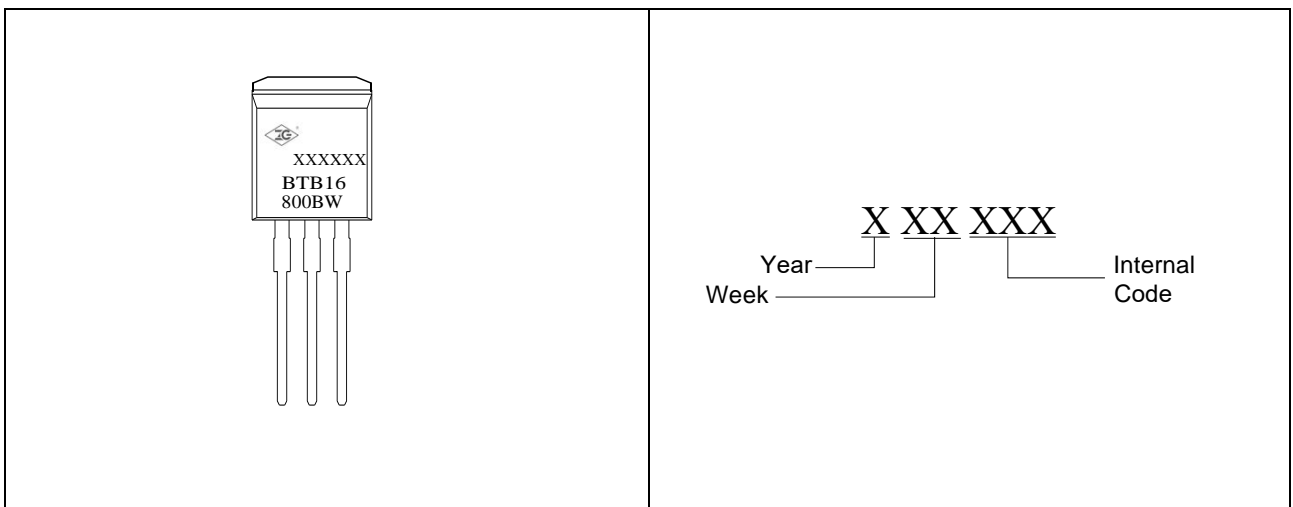 XXXXXX
BTB16
800BW
X XX XXX
Year
Week
Internal
Code